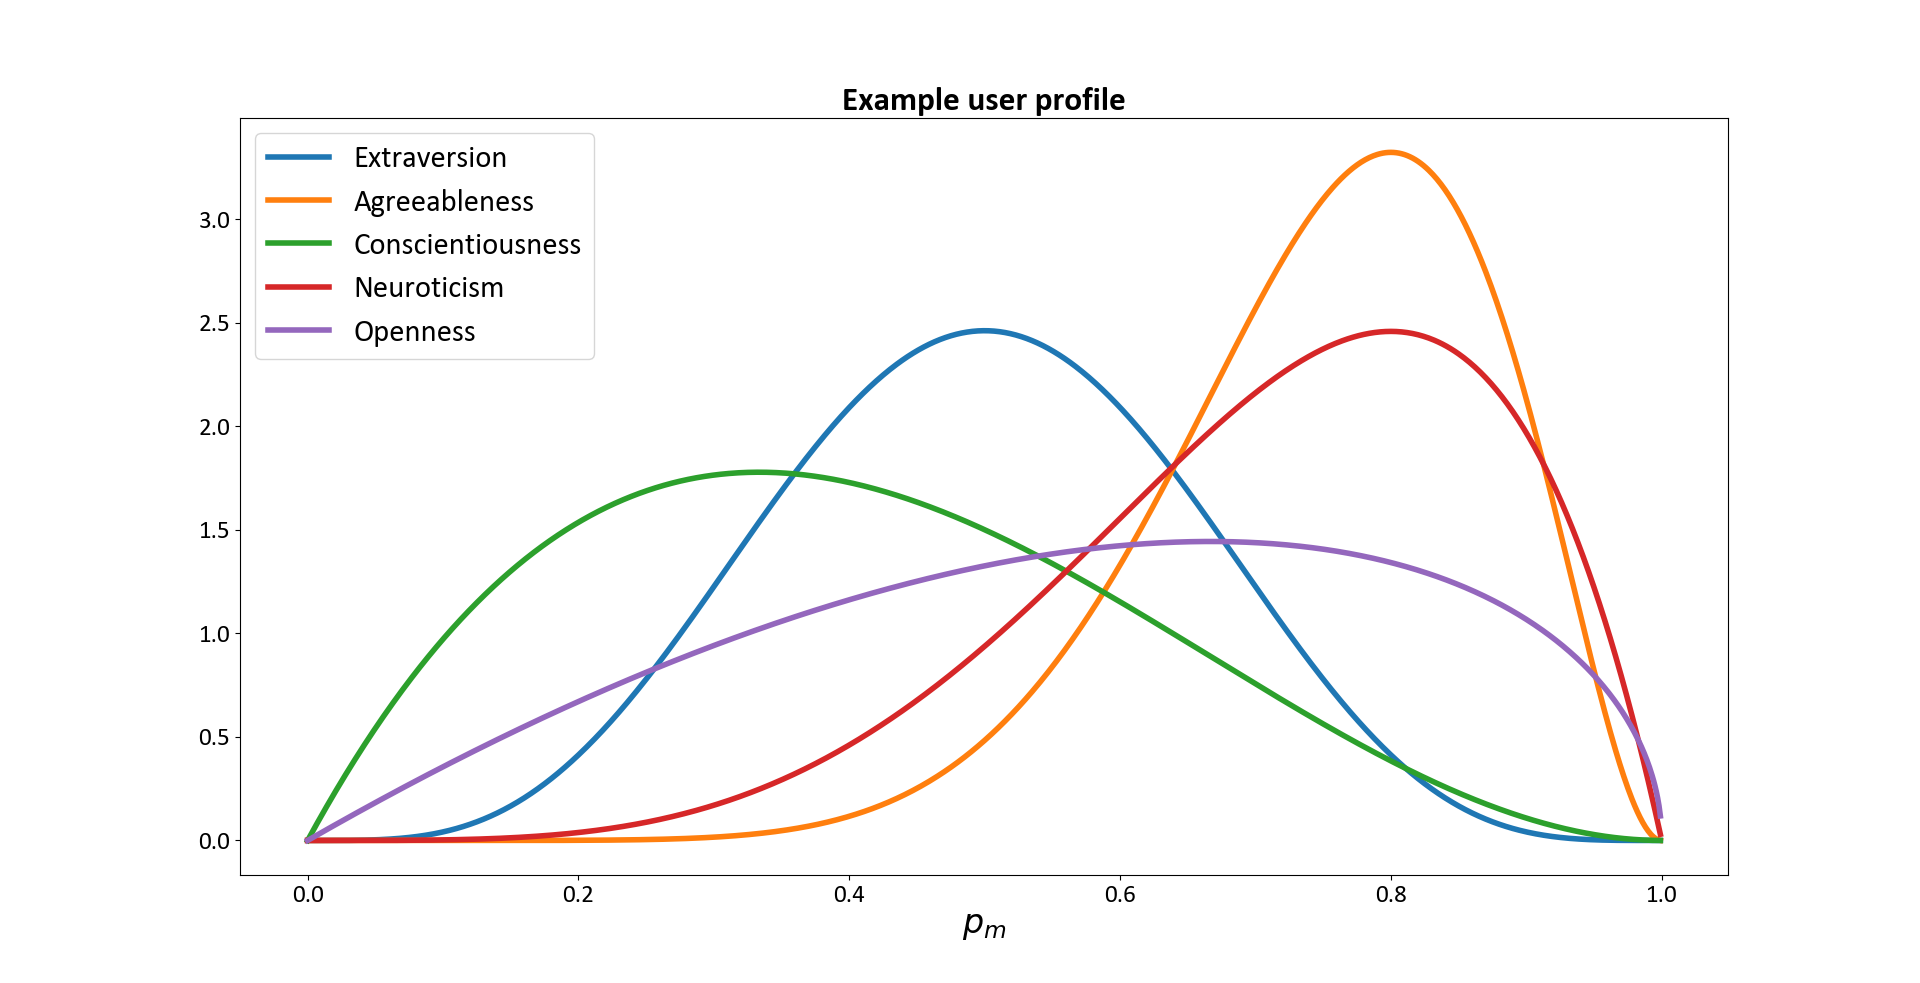 Example user profile
Extraversion
Agreeableness
Conscientiousness
Neuroticism
Openness
3.0
2.5
2.0
1.5
1.0
0.5
0.0
0.0 0.2 0.4 0.6 0.8 1.0
p_m